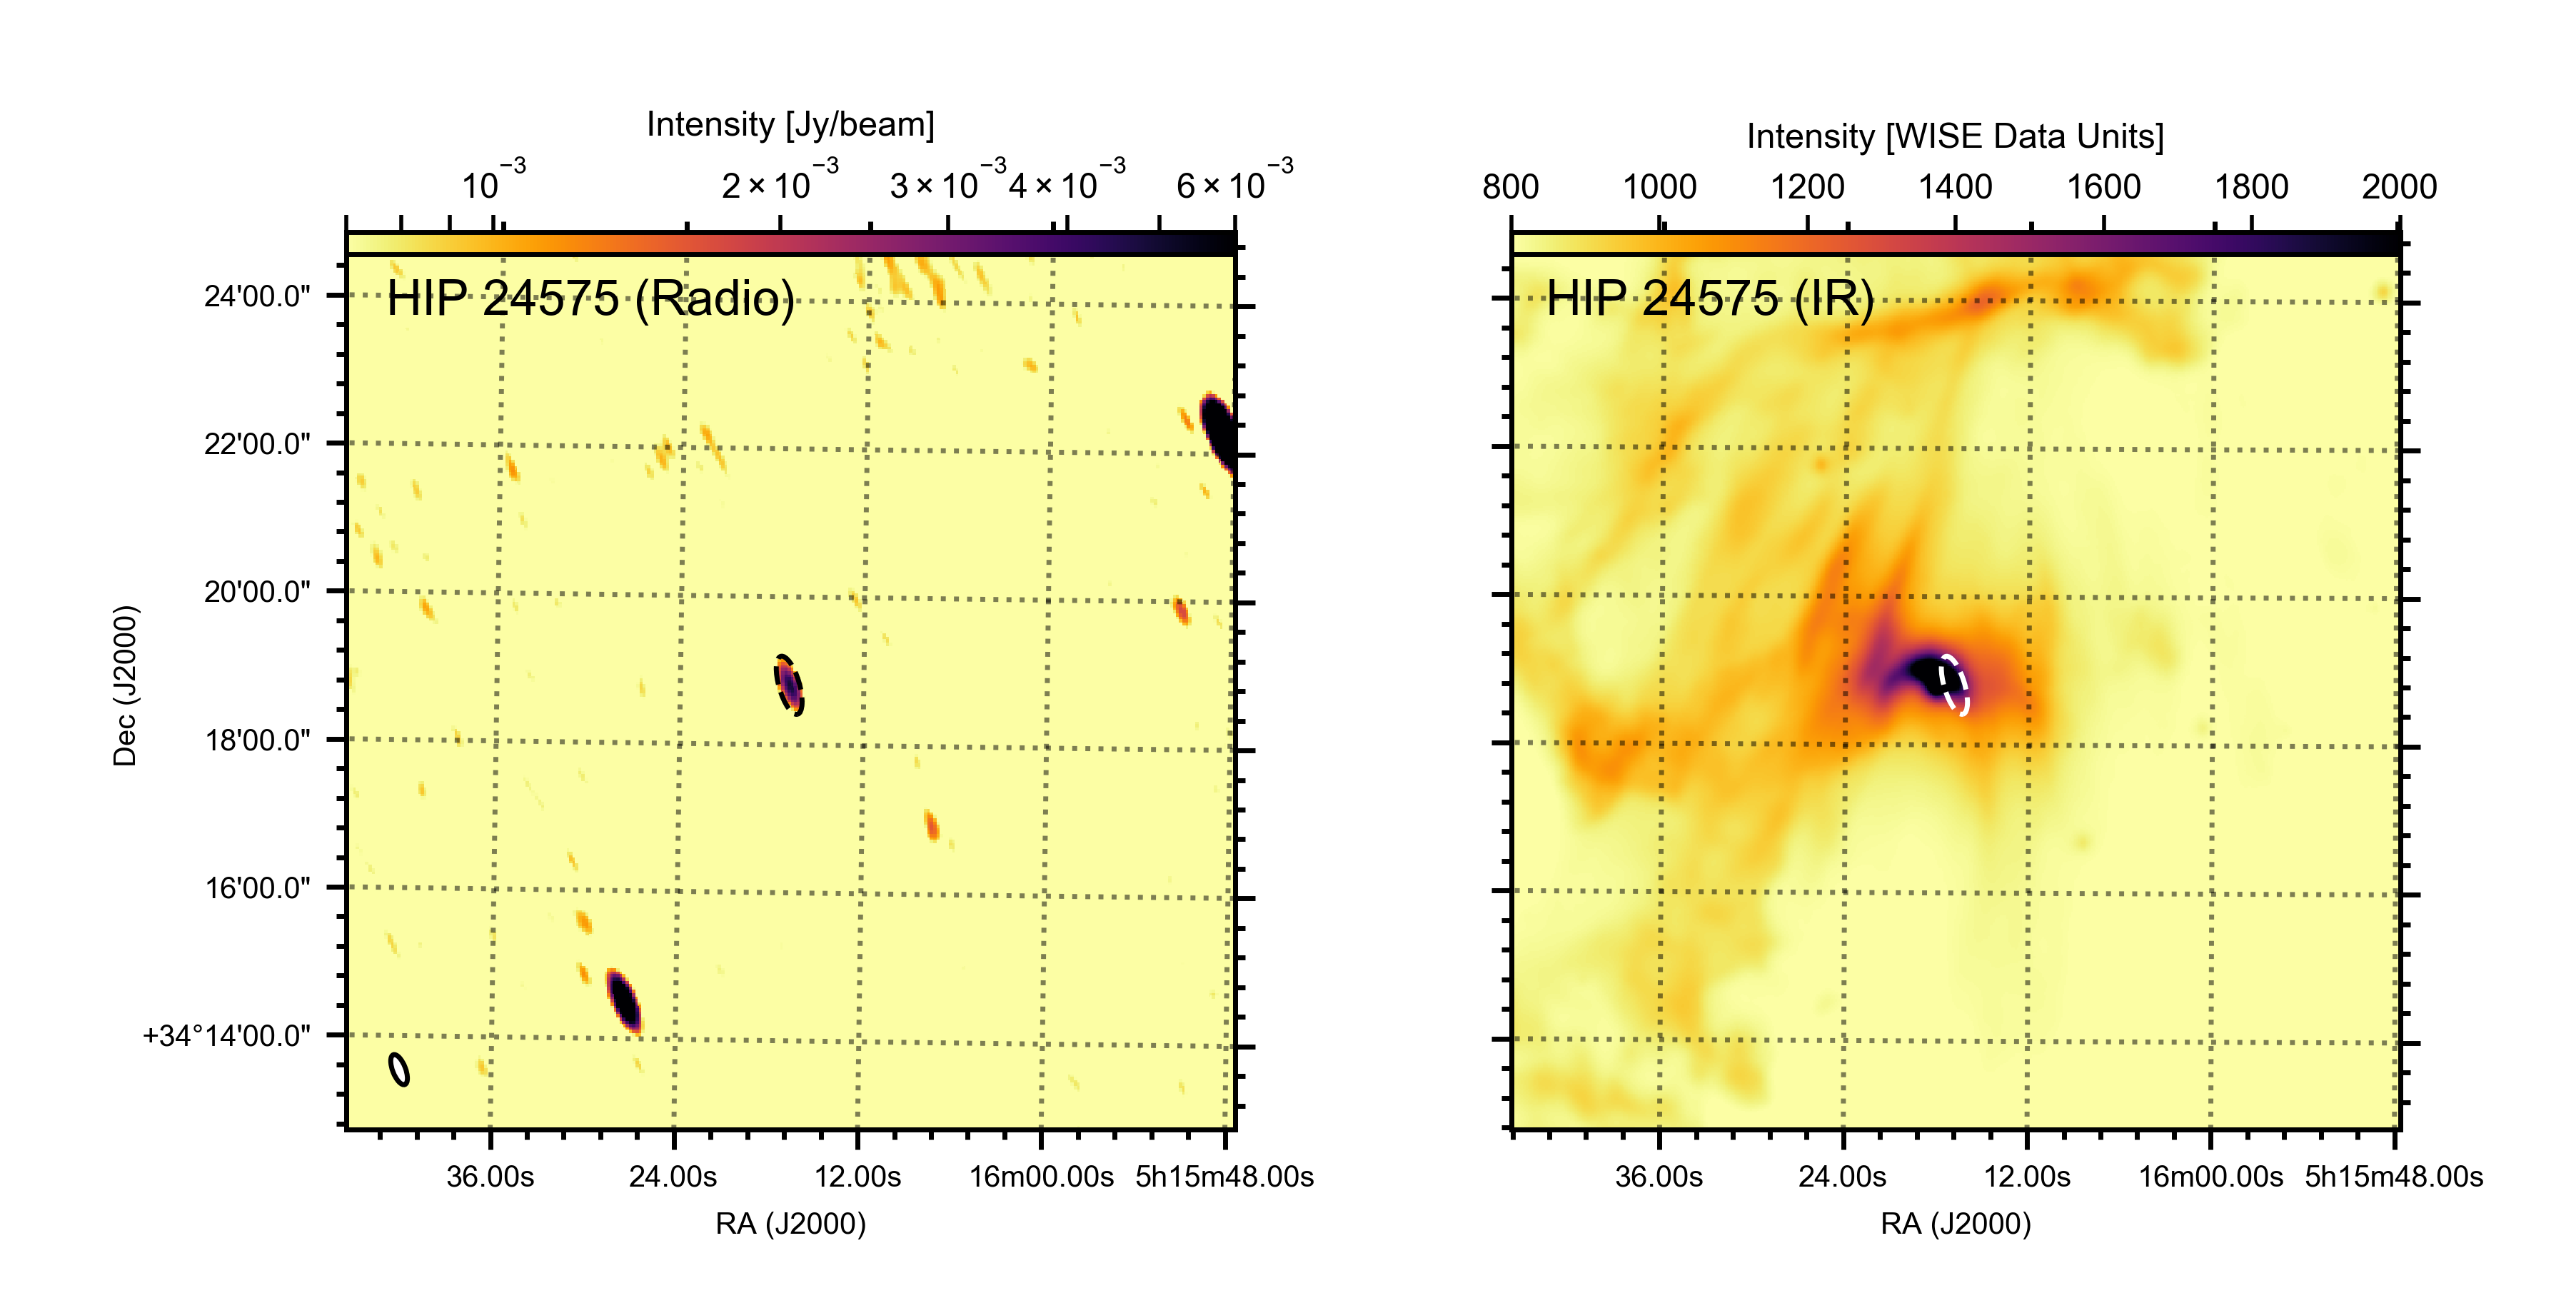 Intensity [Jy/beam]
10⁻³ 2 × 10⁻³ 3 × 10⁻³ 4 × 10⁻³ 6 × 10⁻³
HIP 24575 (Radio)
24'00.0"
22'00.0"
20'00.0"
18'00.0"
16'00.0"
+34°14'00.0"
Dec (J2000)
36.00s 24.00s 12.00s 16m00.00s 5h15m48.00s
RA (J2000)
Intensity [WISE Data Units]
800 1000 1200 1400 1600 1800 2000
HIP 24575 (IR)
36.00s 24.00s 12.00s 16m00.00s 5h15m48.00s
RA (J2000)